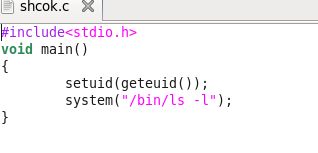 shcok.c
#include<stdio.h>
void main()
{
        setuid(geteuid());
        system("/bin/ls -l");
}